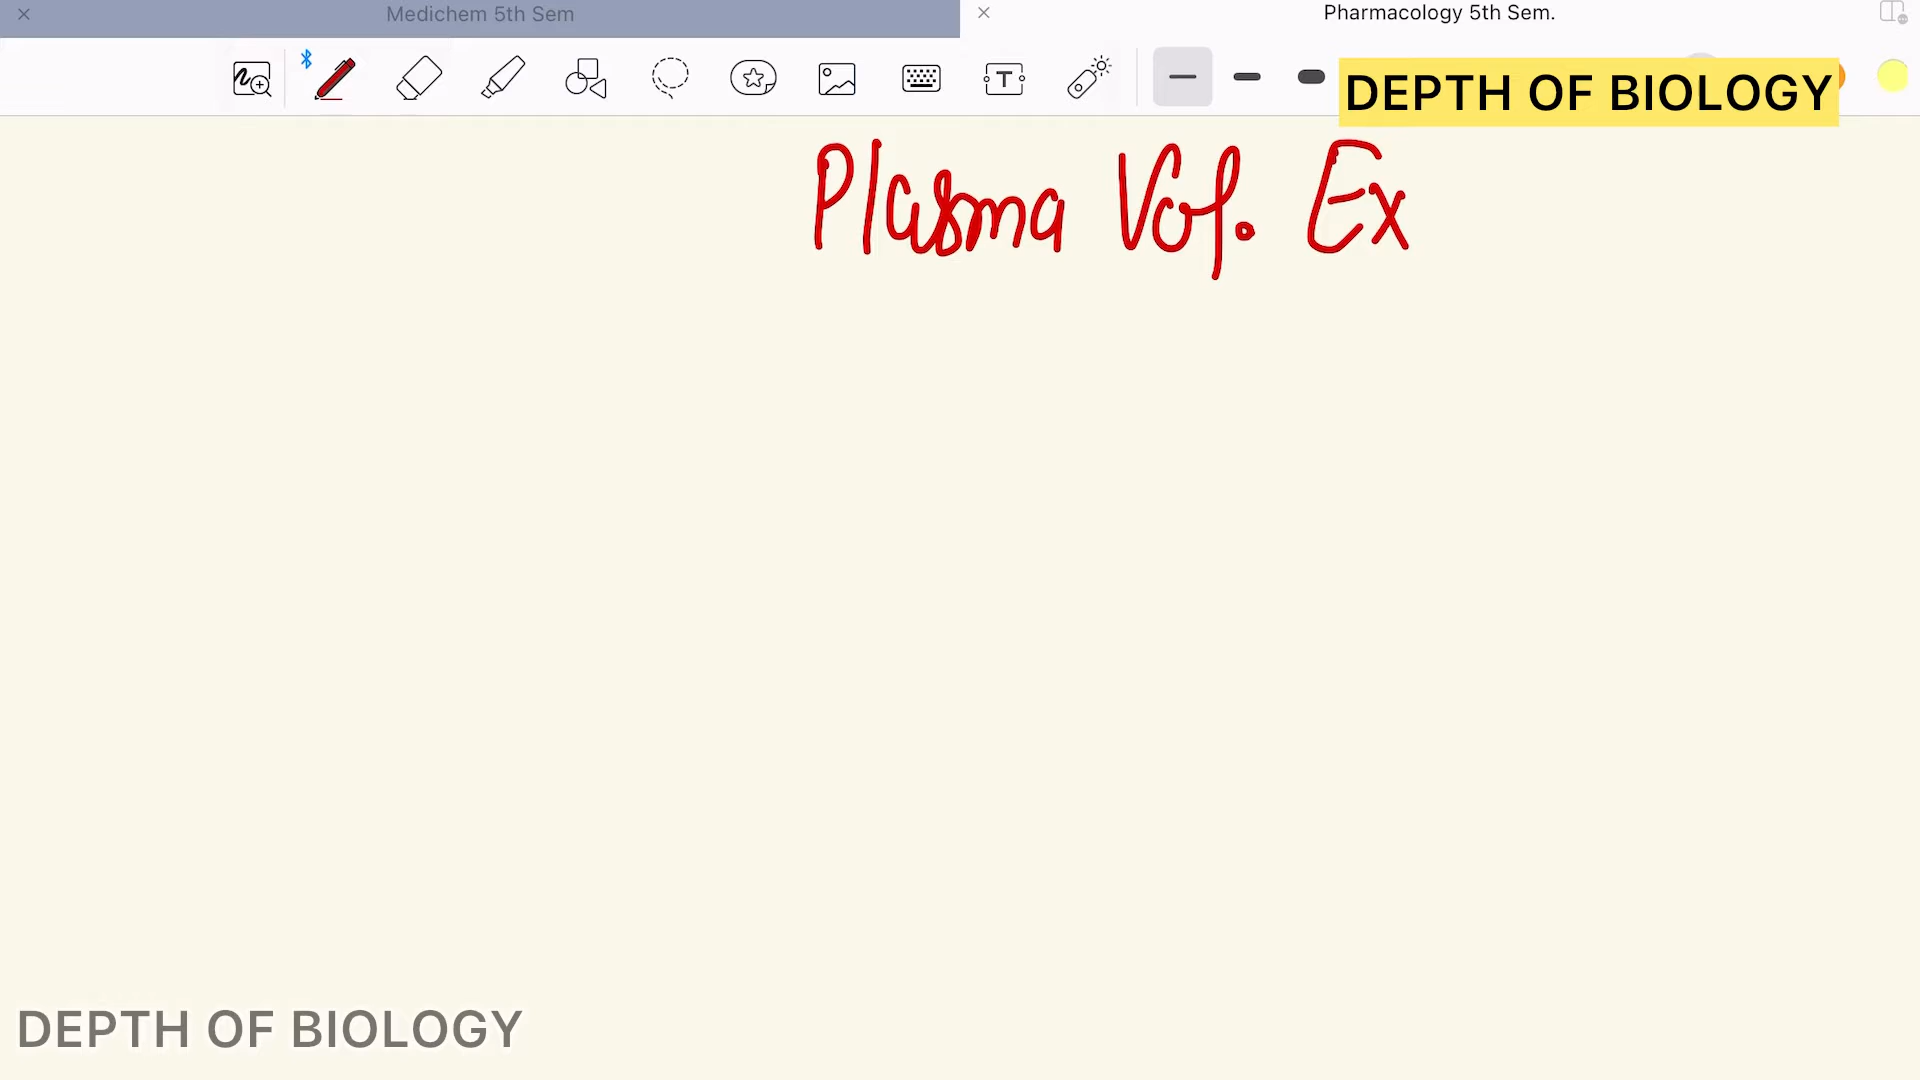 Medichem 5th Sem
Pharmacology 5th Sem.
DEPTH OF BIOLOGY
Plasma Vol. Ex
DEPTH OF BIOLOGY